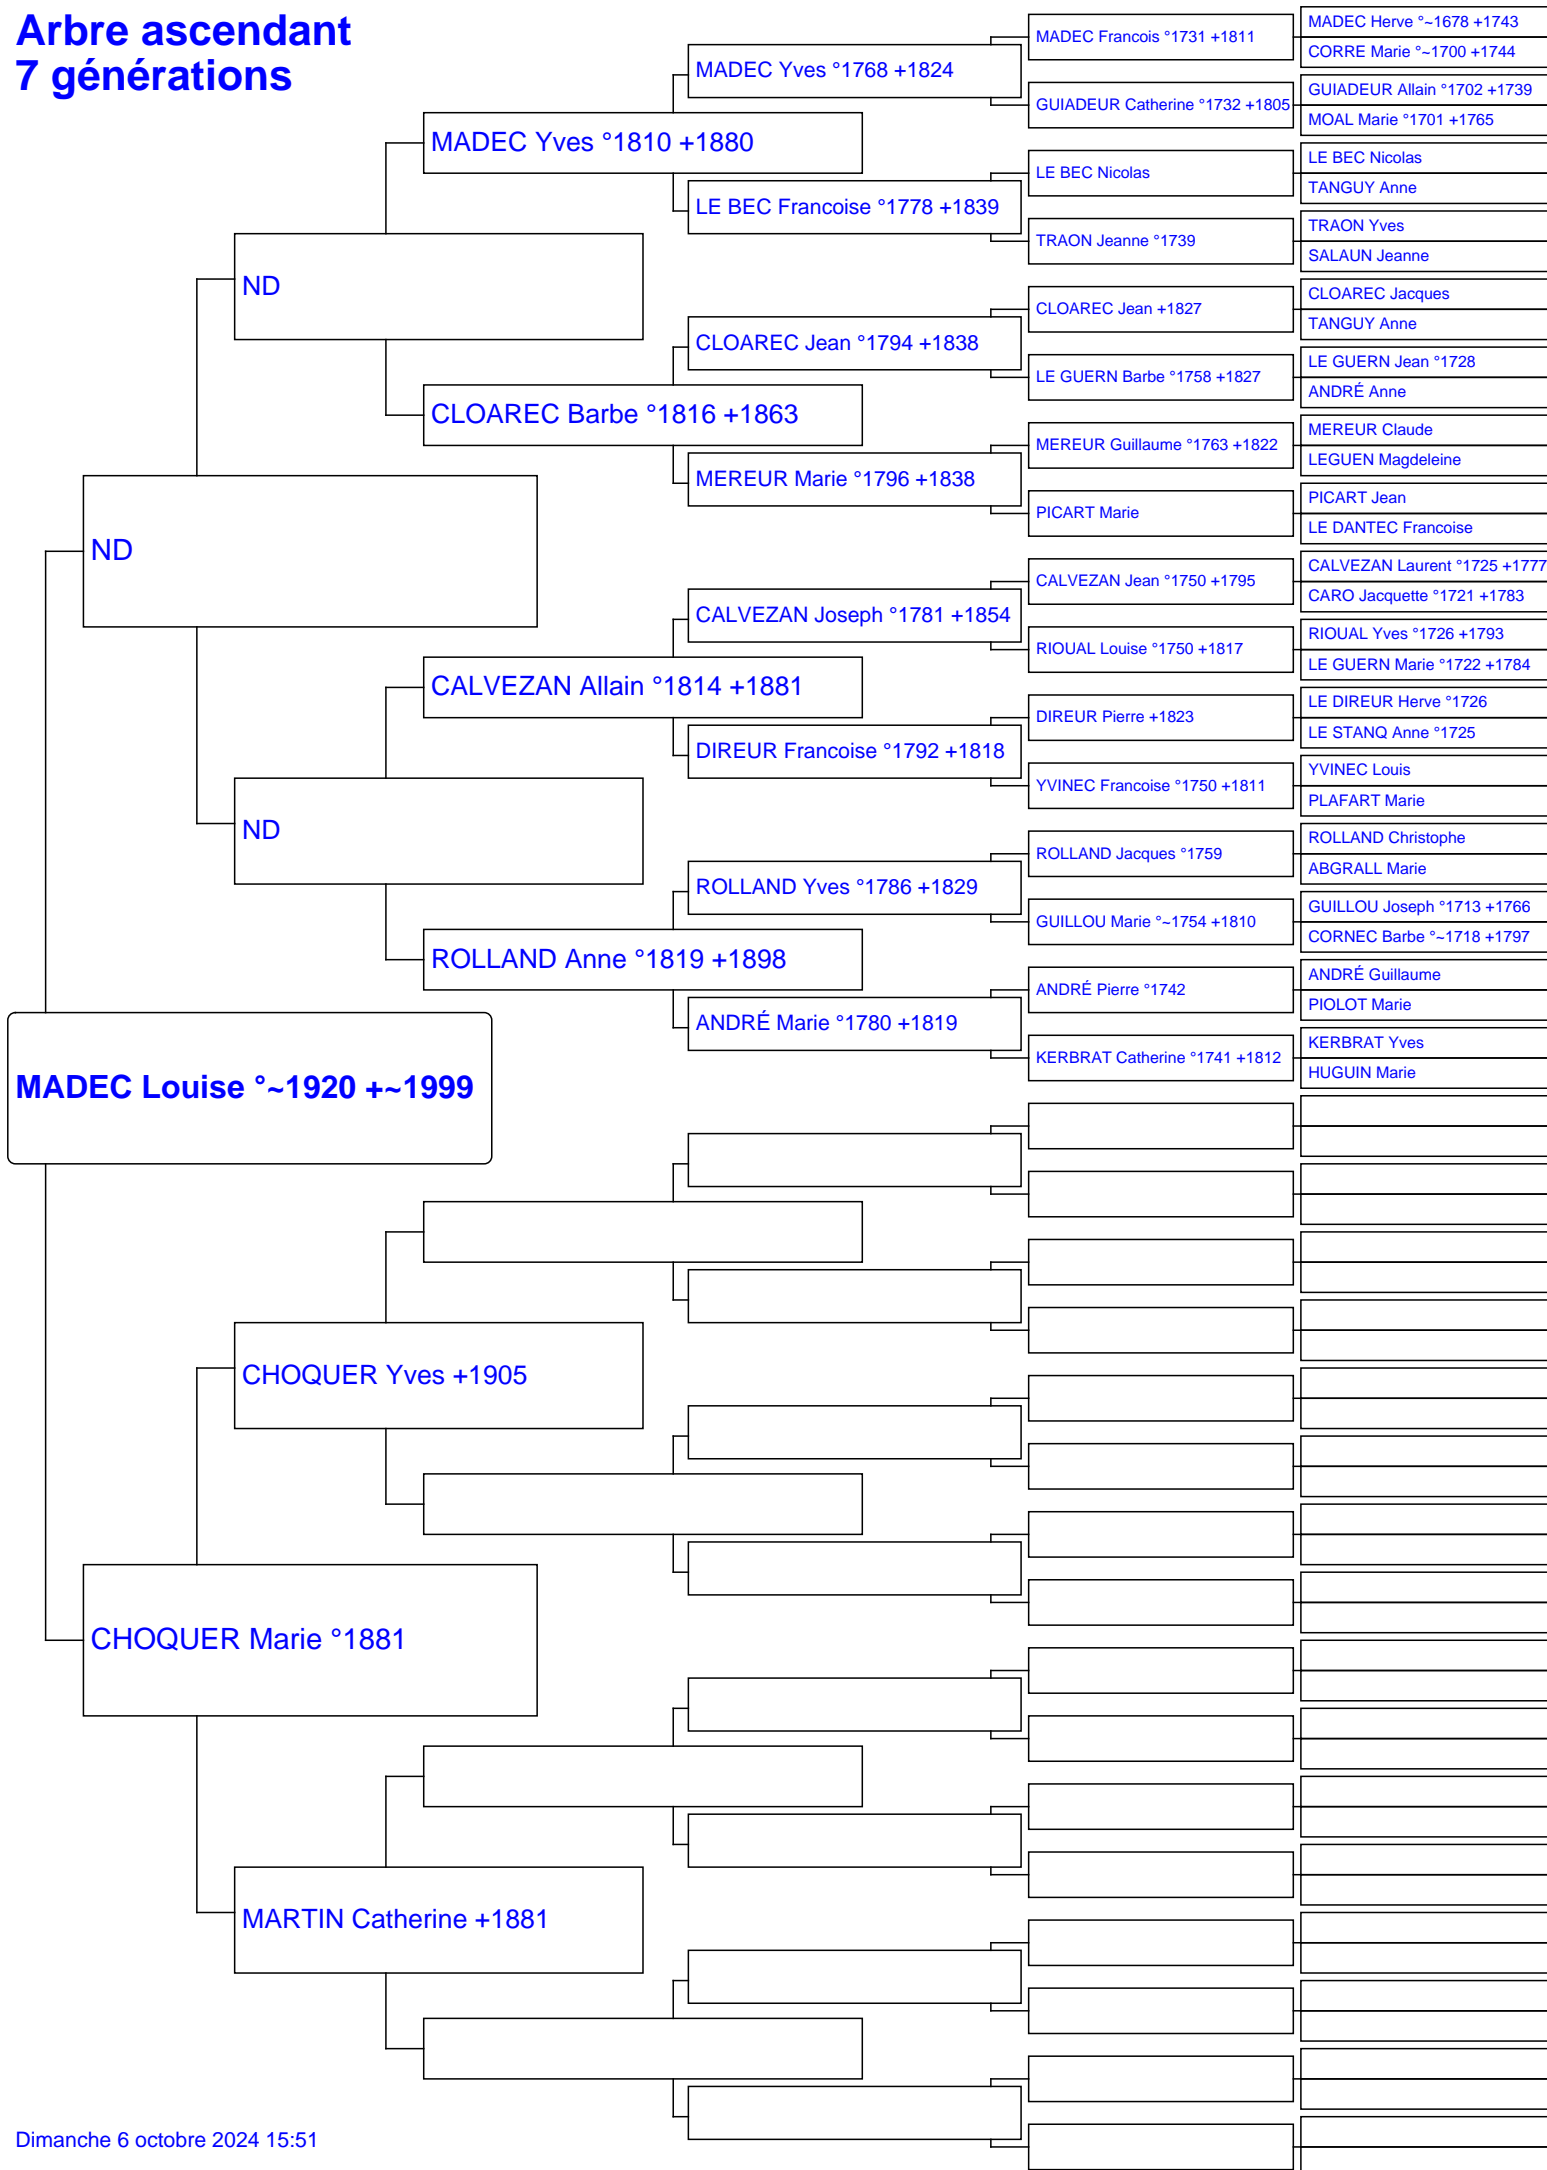 Arbre ascendant
7 générations
MADEC Louise °~1920 +~1999
ND
CHOQUER Marie °1881
ND
ND
CHOQUER Yves +1905
MARTIN Catherine +1881
MADEC Yves °1810 +1880
CLOAREC Barbe °1816 +1863
CALVEZAN Allain °1814 +1881
ROLLAND Anne °1819 +1898
MADEC Yves °1768 +1824
LE BEC Francoise °1778 +1839
CLOAREC Jean °1794 +1838
MEREUR Marie °1796 +1838
CALVEZAN Joseph °1781 +1854
DIREUR Francoise °1792 +1818
ROLLAND Yves °1786 +1829
ANDRÉ Marie °1780 +1819
MADEC Francois °1731 +1811
GUIADEUR Catherine °1732 +1805
LE BEC Nicolas
TRAON Jeanne °1739
CLOAREC Jean +1827
LE GUERN Barbe °1758 +1827
MEREUR Guillaume °1763 +1822
PICART Marie
CALVEZAN Jean °1750 +1795
RIOUAL Louise °1750 +1817
DIREUR Pierre +1823
YVINEC Francoise °1750 +1811
ROLLAND Jacques °1759
GUILLOU Marie °~1754 +1810
ANDRÉ Pierre °1742
KERBRAT Catherine °1741 +1812
MADEC Herve °~1678 +1743
CORRE Marie °~1700 +1744
GUIADEUR Allain °1702 +1739
MOAL Marie °1701 +1765
LE BEC Nicolas
TANGUY Anne
TRAON Yves
SALAUN Jeanne
CLOAREC Jacques
TANGUY Anne
LE GUERN Jean °1728
ANDRÉ Anne
MEREUR Claude
LEGUEN Magdeleine
PICART Jean
LE DANTEC Francoise
CALVEZAN Laurent °1725 +1777
CARO Jacquette °1721 +1783
RIOUAL Yves °1726 +1793
LE GUERN Marie °1722 +1784
LE DIREUR Herve °1726
LE STANQ Anne °1725
YVINEC Louis
PLAFART Marie
ROLLAND Christophe
ABGRALL Marie
GUILLOU Joseph °1713 +1766
CORNEC Barbe °~1718 +1797
ANDRÉ Guillaume
PIOLOT Marie
KERBRAT Yves
HUGUIN Marie
Dimanche 6 octobre 2024 15:51